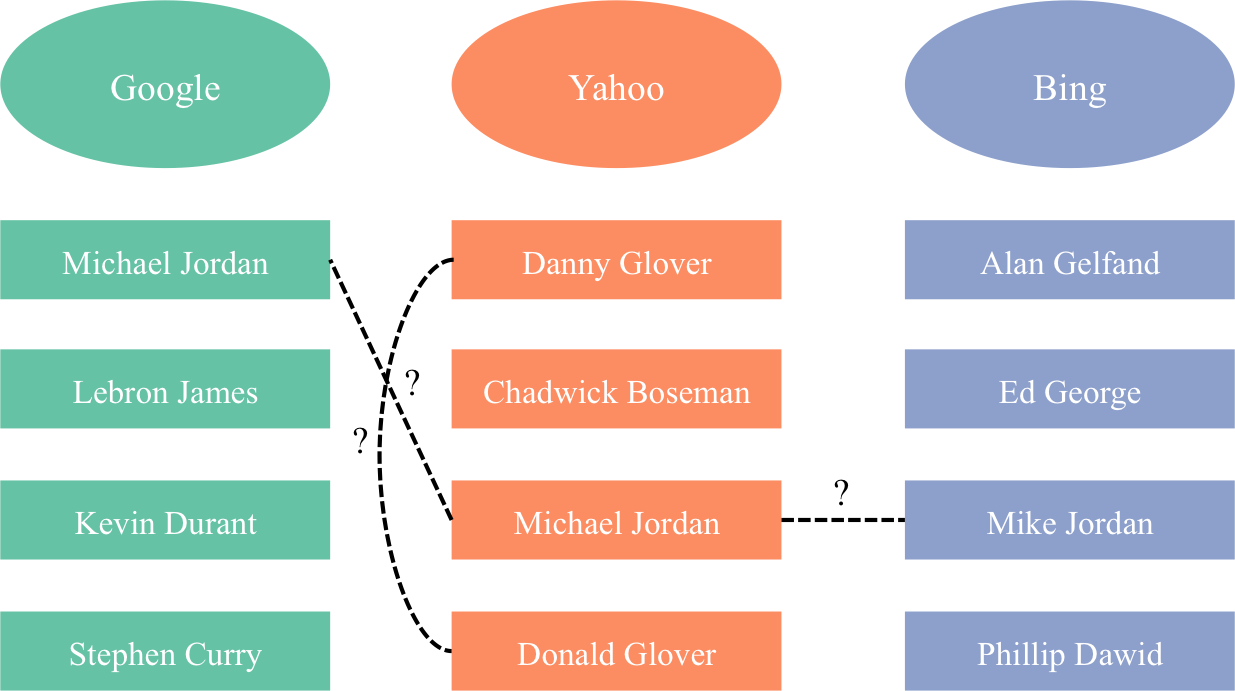 Google
Yahoo
Bing
Michael Jordan
Danny Glover
Alan Gelfand
Lebron James
?
Chadwick Boseman
Ed George
?
Kevin Durant
Michael Jordan
?
Mike Jordan
Stephen Curry
Donald Glover
Phillip Dawid